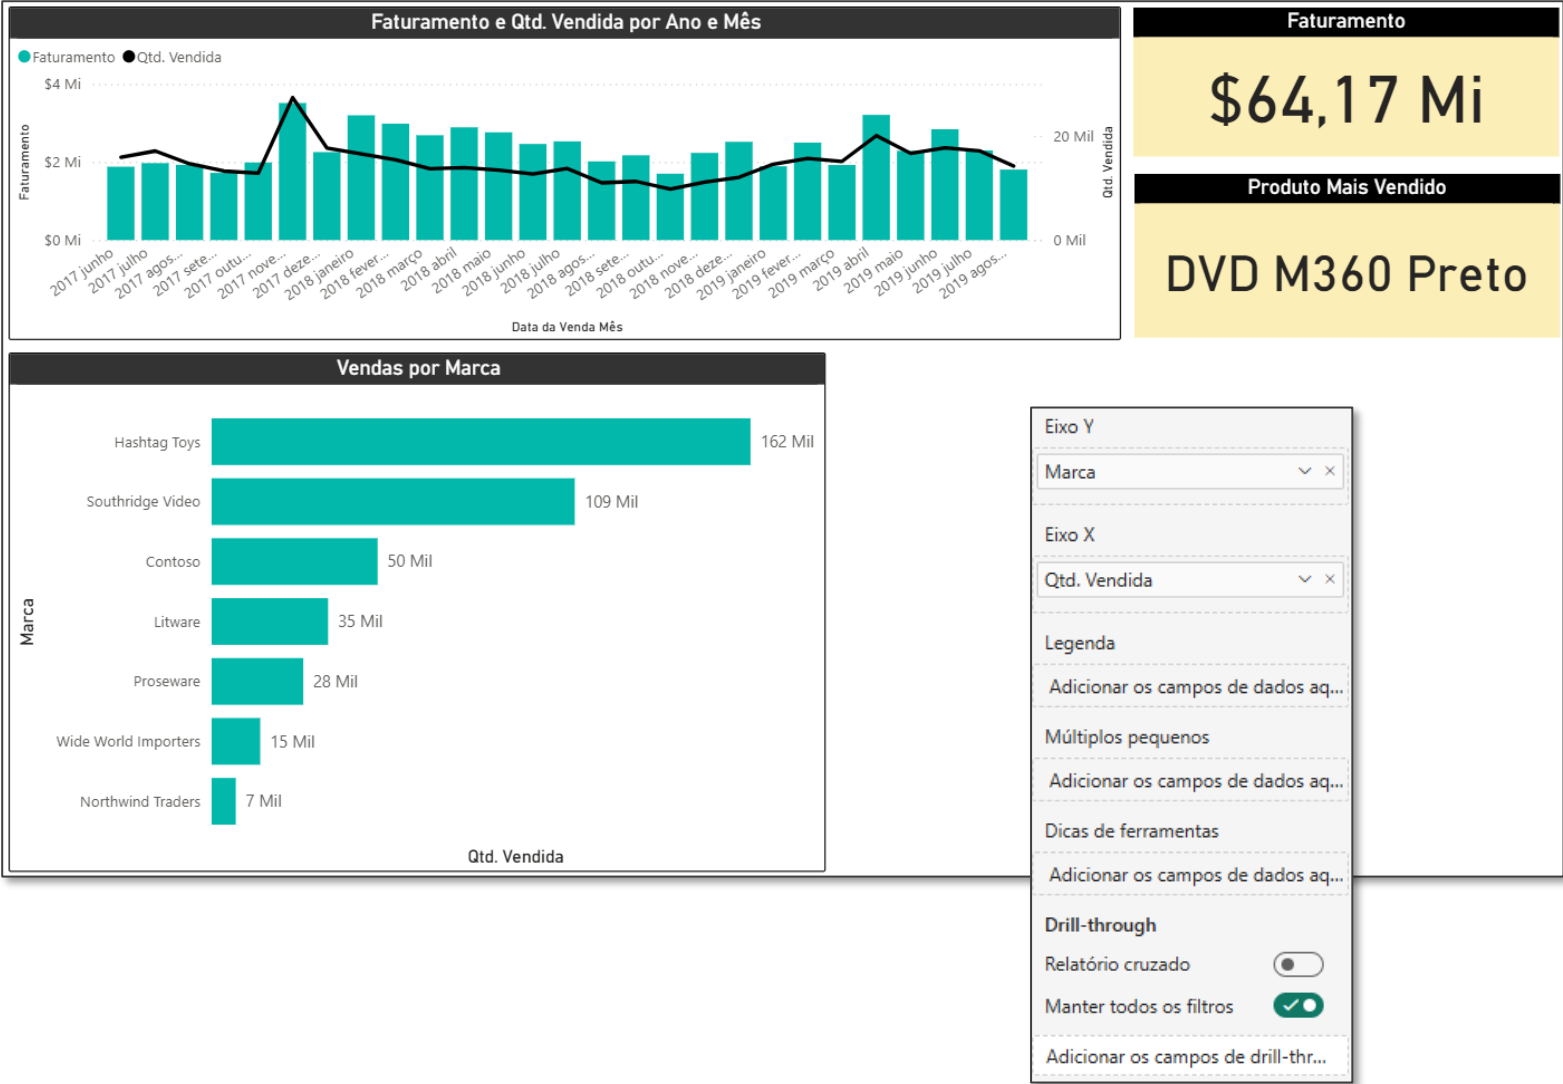 Faturamento e Qtd. Vendida por Ano e Mês
Faturamento Qtd. Vendida
$4 Mi
$2 Mi
$0 Mi
Faturamento
20 Mil
0 Mil
Qtd. Vendida
2017 junho
2017 julho
2017 agos...
2017 sete...
2017 outu...
2017 nove...
2017 deze...
2018 janeiro
2018 fever...
2018 março
2018 abril
2018 maio
2018 junho
2018 julho
2018 agos...
2018 sete...
2018 outu...
2018 nove...
2018 deze...
2019 janeiro
2019 fever...
2019 março
2019 abril
2019 maio
2019 junho
2019 julho
2019 agos...
Data da Venda Mês
Faturamento
$64,17 Mi
Produto Mais Vendido
DVD M360 Preto
Vendas por Marca
Marca
Hashtag Toys 162 Mil
Southridge Video 109 Mil
Contoso 50 Mil
Litware 35 Mil
Proseware 28 Mil
Wide World Importers 15 Mil
Northwind Traders 7 Mil
Qtd. Vendida
Eixo Y
Marca
Eixo X
Qtd. Vendida
Legenda
Adicionar os campos de dados aq...
Múltiplos pequenos
Adicionar os campos de dados aq...
Dicas de ferramentas
Adicionar os campos de dados aq...
Drill-through
Relatório cruzado
Manter todos os filtros
Adicionar os campos de drill-thr...